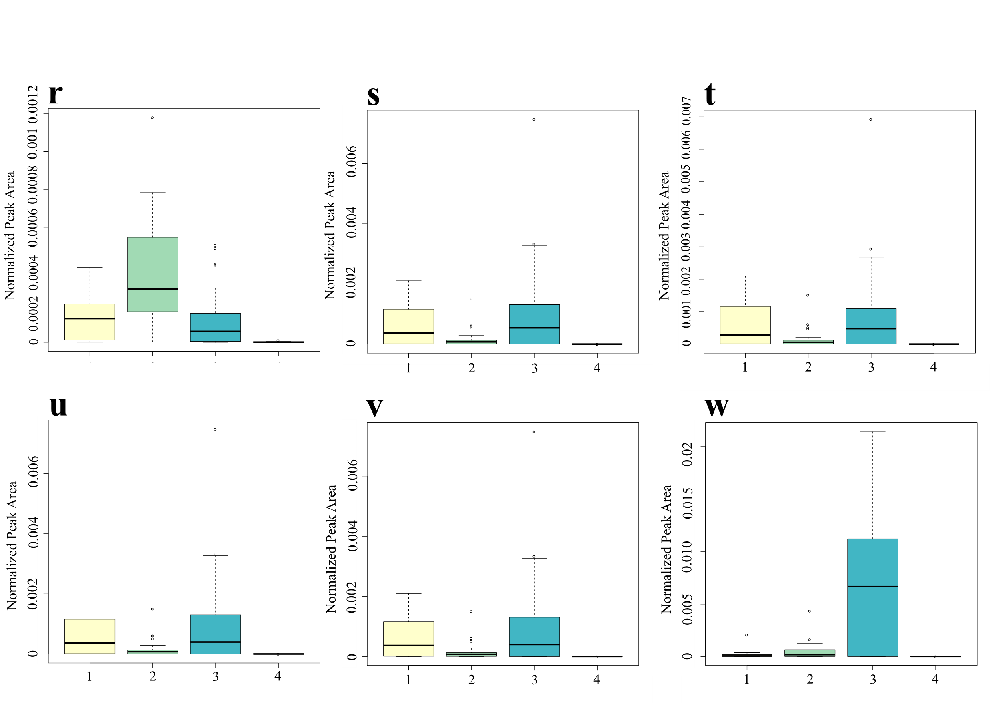 r
Normalized Peak Area
0 0.0002 0.0004 0.0006 0.0008 0.001 0.0012
s
Normalized Peak Area
0 0.002 0.004 0.006
1 2 3 4
t
Normalized Peak Area
0 0.001 0.002 0.003 0.004 0.005 0.006 0.007
1 2 3 4
u
Normalized Peak Area
0 0.002 0.004 0.006
1 2 3 4
v
Normalized Peak Area
0 0.002 0.004 0.006
1 2 3 4
w
Normalized Peak Area
0 0.005 0.010 0.015 0.02
1 2 3 4